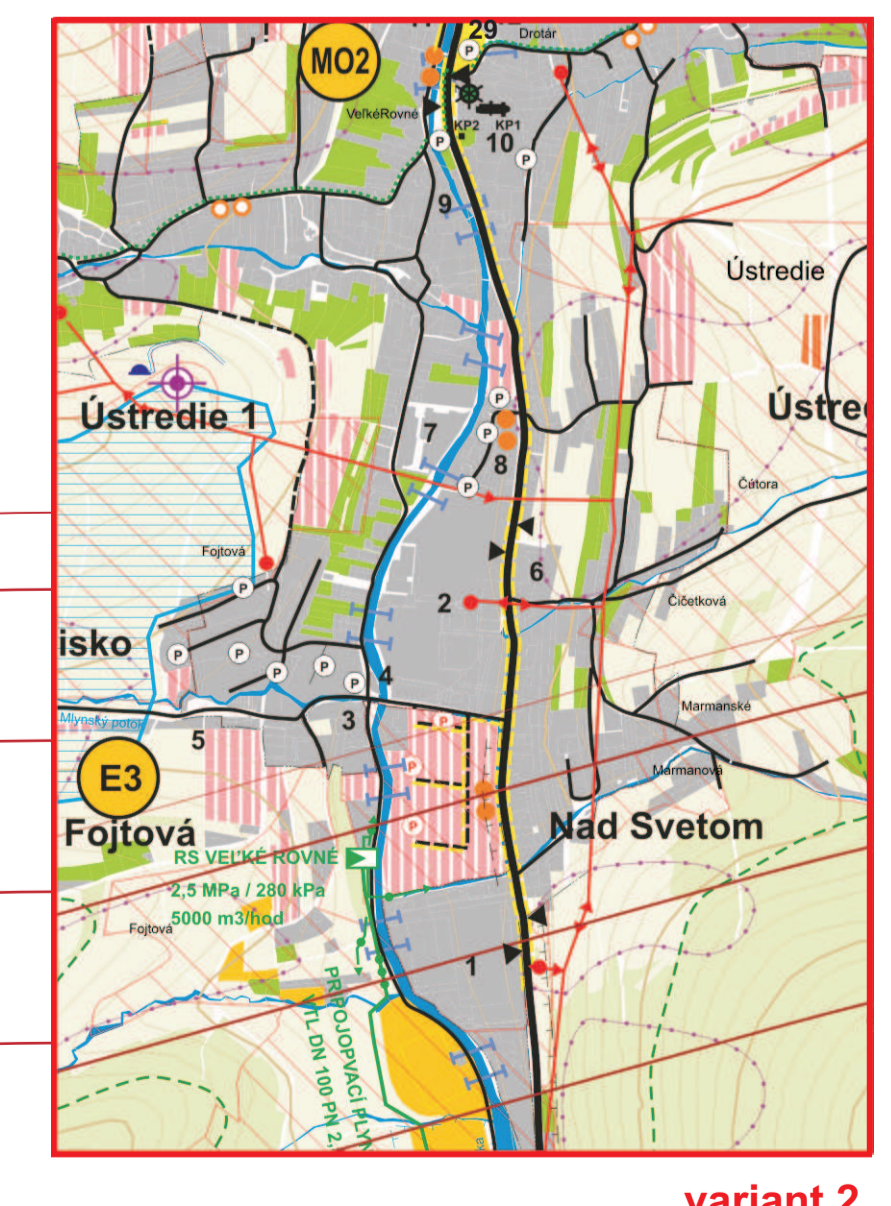 29
Drotár
MO2
VeľkéRovné
KP2
KP1
10
P
P
P
9
Ústredie
Ústredie 1
Ústre
P
P
P
7
8
Čútora
Fojtová
P
6
2
Čičetková
isko
P
P
P
P
P
4
Marmanské
Mlynský potok
3
P
5
E3
P
Marmanová
Fojtová
P
Nad Svetom
RS VEĽKÉ ROVNÉ
2,5 MPa / 280 kPa
5000 m3/hod
Fojtová
1
PRIPOJOPVACÍ PLYN
VTL DN 100 PN 2,
variant 2